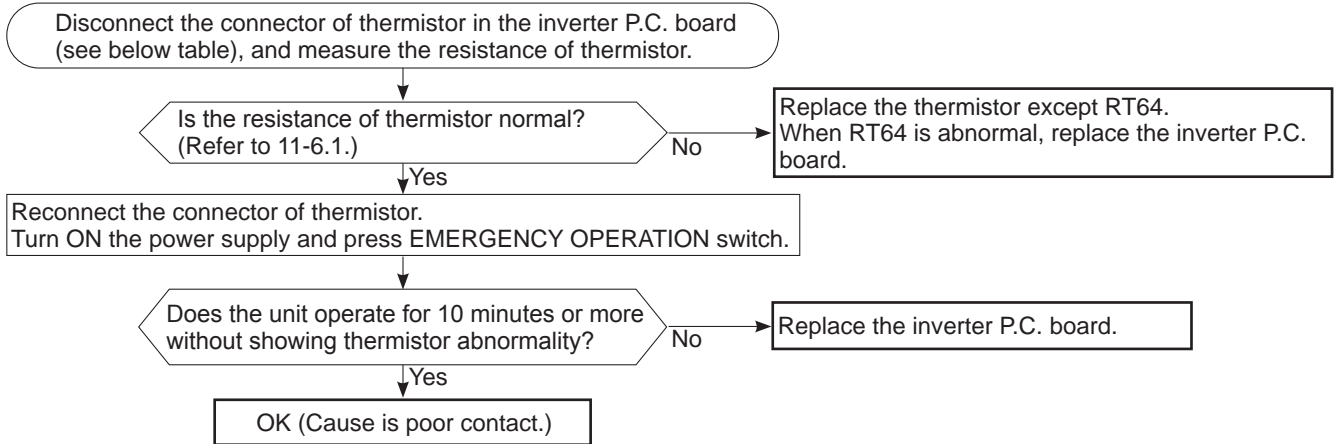 Disconnect the connector of thermistor in the inverter P.C. board
(see below table), and measure the resistance of thermistor.
Is the resistance of thermistor normal?
(Refer to 11-6.1.)
No
Replace the thermistor except RT64.
When RT64 is abnormal, replace the inverter P.C.
board.
Yes
Reconnect the connector of thermistor.
Turn ON the power supply and press EMERGENCY OPERATION switch.
Does the unit operate for 10 minutes or more
without showing thermistor abnormality?
No
Replace the inverter P.C. board.
Yes
OK (Cause is poor contact.)